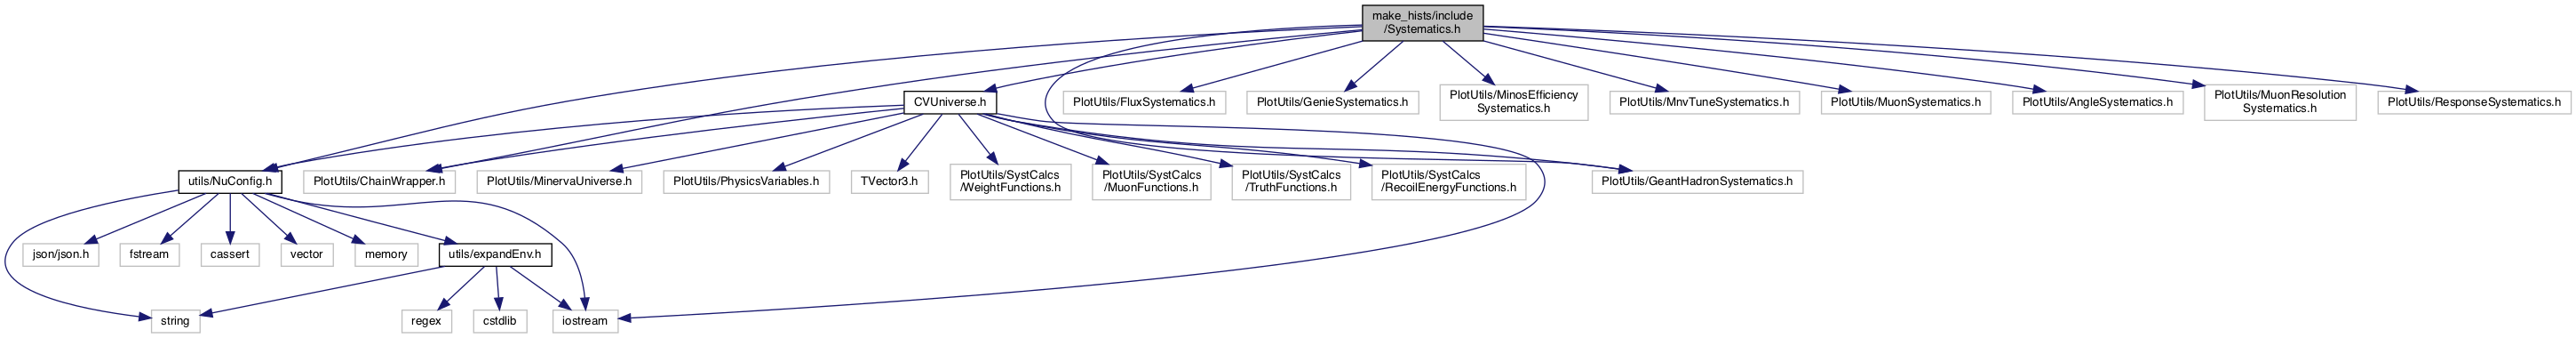 make_hists/include
/Systematics.h
CVUniverse.h
PlotUtils/FluxSystematics.h
PlotUtils/GenieSystematics.h
PlotUtils/MinosEfficiency
Systematics.h
PlotUtils/MnvTuneSystematics.h
PlotUtils/MuonSystematics.h
PlotUtils/AngleSystematics.h
PlotUtils/MuonResolution
Systematics.h
PlotUtils/ResponseSystematics.h
utils/NuConfig.h
PlotUtils/ChainWrapper.h
PlotUtils/MinervaUniverse.h
PlotUtils/PhysicsVariables.h
TVector3.h
PlotUtils/SystCalcs
/WeightFunctions.h
PlotUtils/SystCalcs
/MuonFunctions.h
PlotUtils/SystCalcs
/TruthFunctions.h
PlotUtils/SystCalcs
/RecoilEnergyFunctions.h
PlotUtils/GeantHadronSystematics.h
json/json.h
fstream
cassert
vector
memory
utils/expandEnv.h
string
regex
cstdlib
iostream